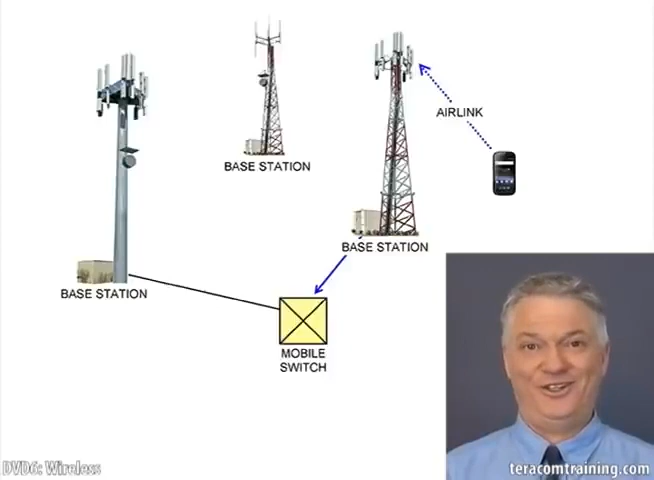 AIRLINK
BASE STATION
BASE STATION
BASE STATION
MOBILE
SWITCH
DVD6: Wireless
teracomtraining.com